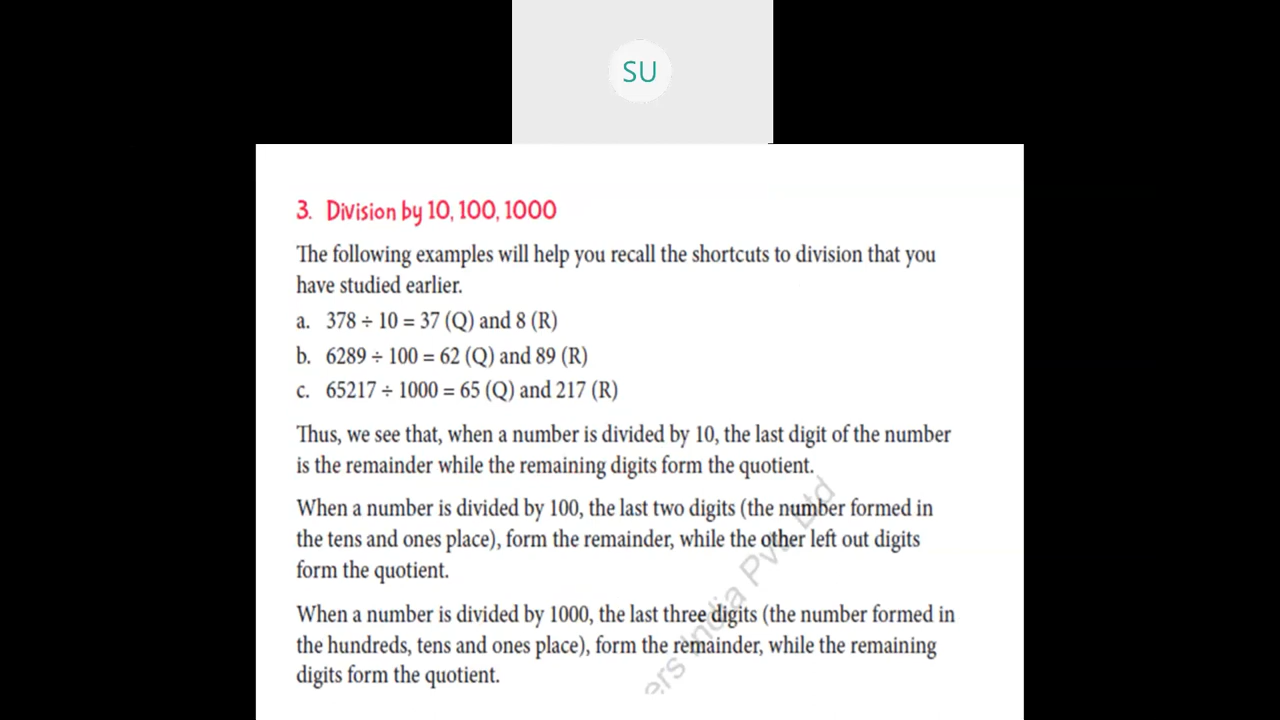 SU
3. Division by 10, 100, 1000
The following examples will help you recall the shortcuts to division that you
have studied earlier.
a. 378 ÷ 10 = 37 (Q) and 8 (R)
b. 6289 ÷ 100 = 62 (Q) and 89 (R)
c. 65217 ÷ 1000 = 65 (Q) and 217 (R)
Thus, we see that, when a number is divided by 10, the last digit of the number
is the remainder while the remaining digits form the quotient.
When a number is divided by 100, the last two digits (the number formed in
the tens and ones place), form the remainder, while the other left out digits
form the quotient.
When a number is divided by 1000, the last three digits (the number formed in
the hundreds, tens and ones place), form the remainder, while the remaining
digits form the quotient.
ers India Pvt. Ltd